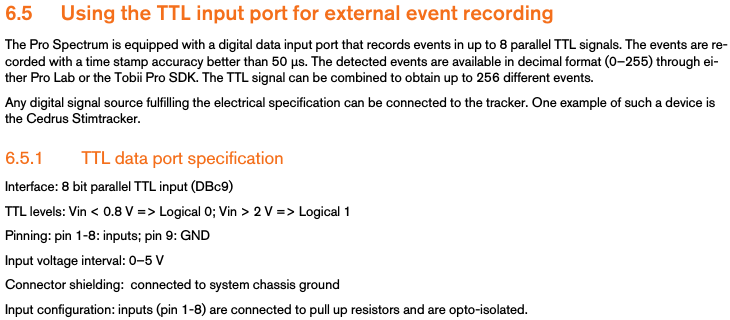 6.5 Using the TTL input port for external event recording
The Pro Spectrum is equipped with a digital data input port that records events in up to 8 parallel TTL signals. The events are re-
corded with a time stamp accuracy better than 50 μs. The detected events are available in decimal format (0–255) through ei-
ther Pro Lab or the Tobii Pro SDK. The TTL signal can be combined to obtain up to 256 different events.
Any digital signal source fulfilling the electrical specification can be connected to the tracker. One example of such a device is
the Cedrus Stimtracker.
6.5.1 TTL data port specification
Interface: 8 bit parallel TTL input (DBc9)
TTL levels: Vin < 0.8 V => Logical 0; Vin > 2 V => Logical 1
Pinning: pin 1-8: inputs; pin 9: GND
Input voltage interval: 0–5 V
Connector shielding: connected to system chassis ground
Input configuration: inputs (pin 1-8) are connected to pull up resistors and are opto-isolated.